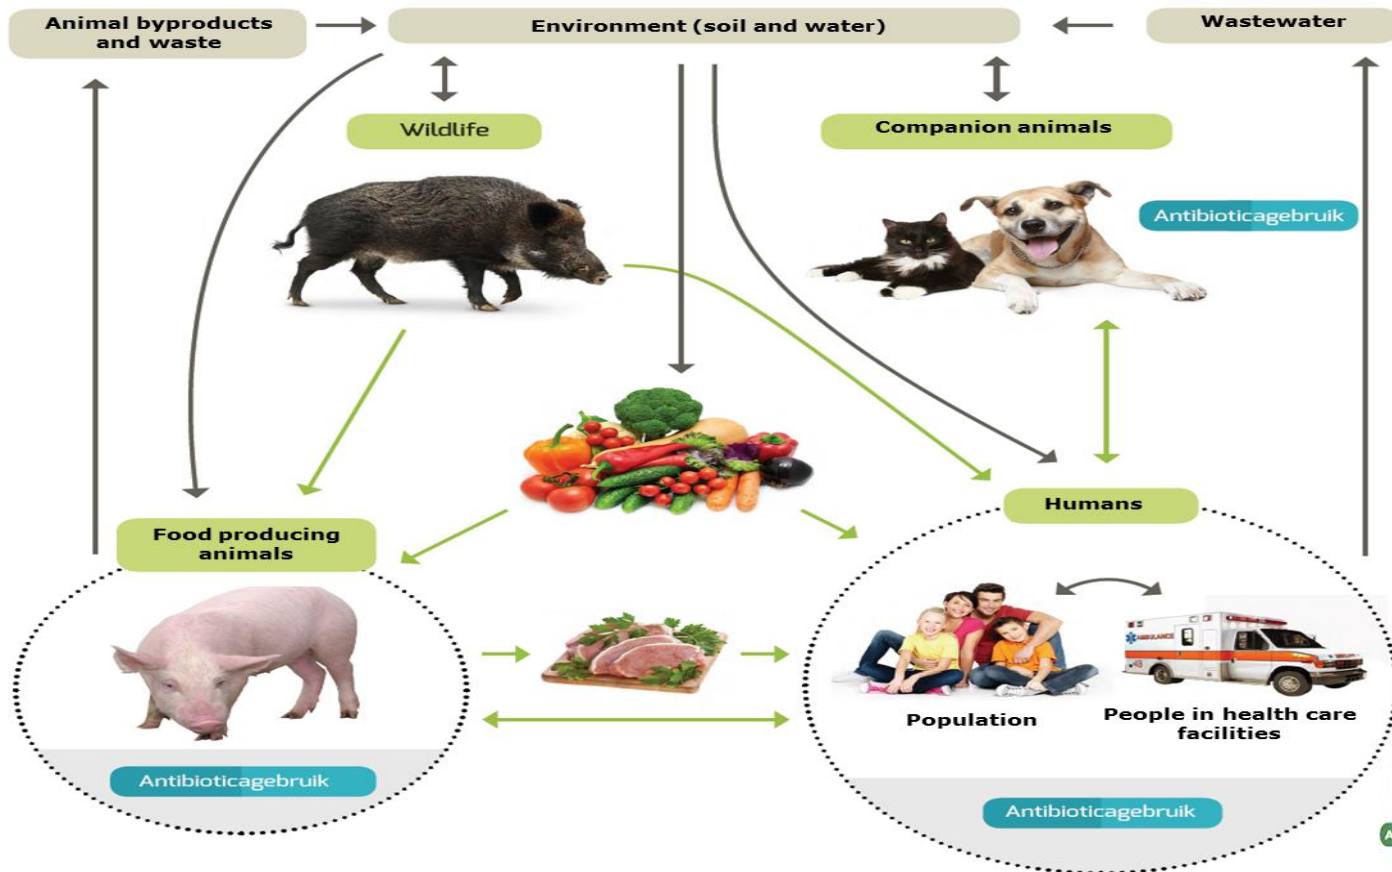 Animal byproducts
and waste
Environment (soil and water)
Wastewater
Wildlife
Companion animals
Antibioticagebruik
Humans
Food producing
animals
AMBULANCE
Population
People in health care
facilities
Antibioticagebruik
Antibioticagebruik
A